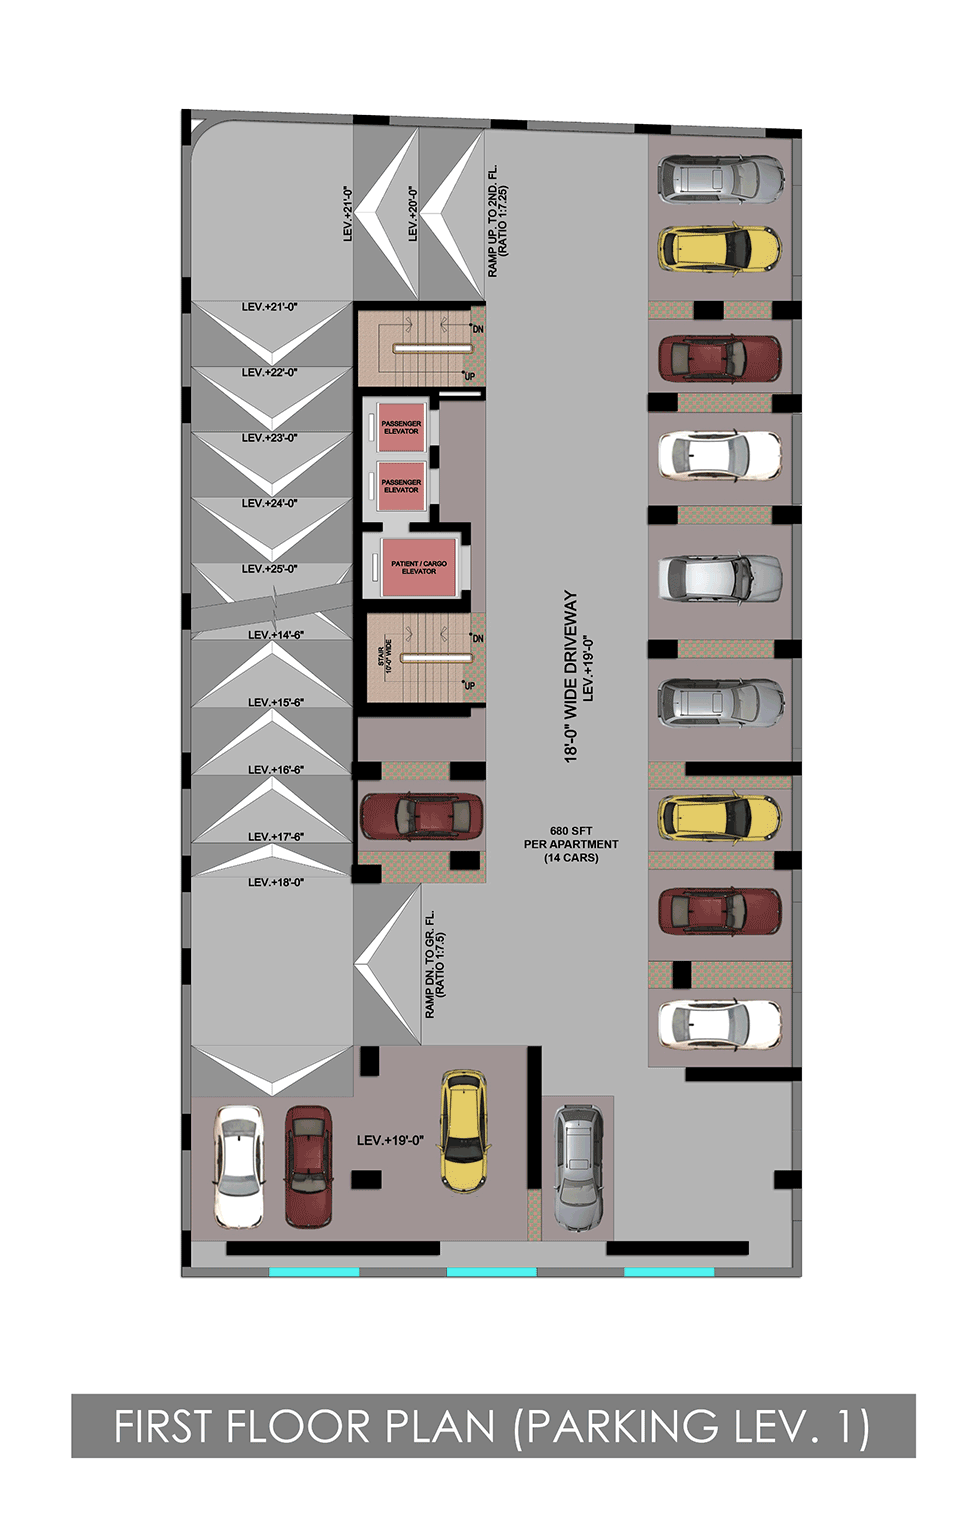 LEV.+21'-0"
LEV.+20'-0"
RAMP UP. TO 2ND. FL.
(RATIO 1:7.25)
LEV.+21'-0"
DN
UP
LEV.+22'-0"
LEV.+23'-0"
LEV.+24'-0"
LEV.+25'-0"
PASSENGER
ELEVATOR
PASSENGER
ELEVATOR
PATIENT / CARGO
ELEVATOR
LEV.+14'-6"
STAIR
10'-0" WIDE
DN
UP
18'-0" WIDE DRIVEWAY
LEV.+19'-0"
LEV.+15'-6"
LEV.+16'-6"
LEV.+17'-6"
LEV.+18'-0"
680 SFT
PER APARTMENT
(14 CARS)
RAMP DN. TO GR. FL.
(RATIO 1:7.5)
LEV.+19'-0"
FIRST FLOOR PLAN (PARKING LEV. 1)